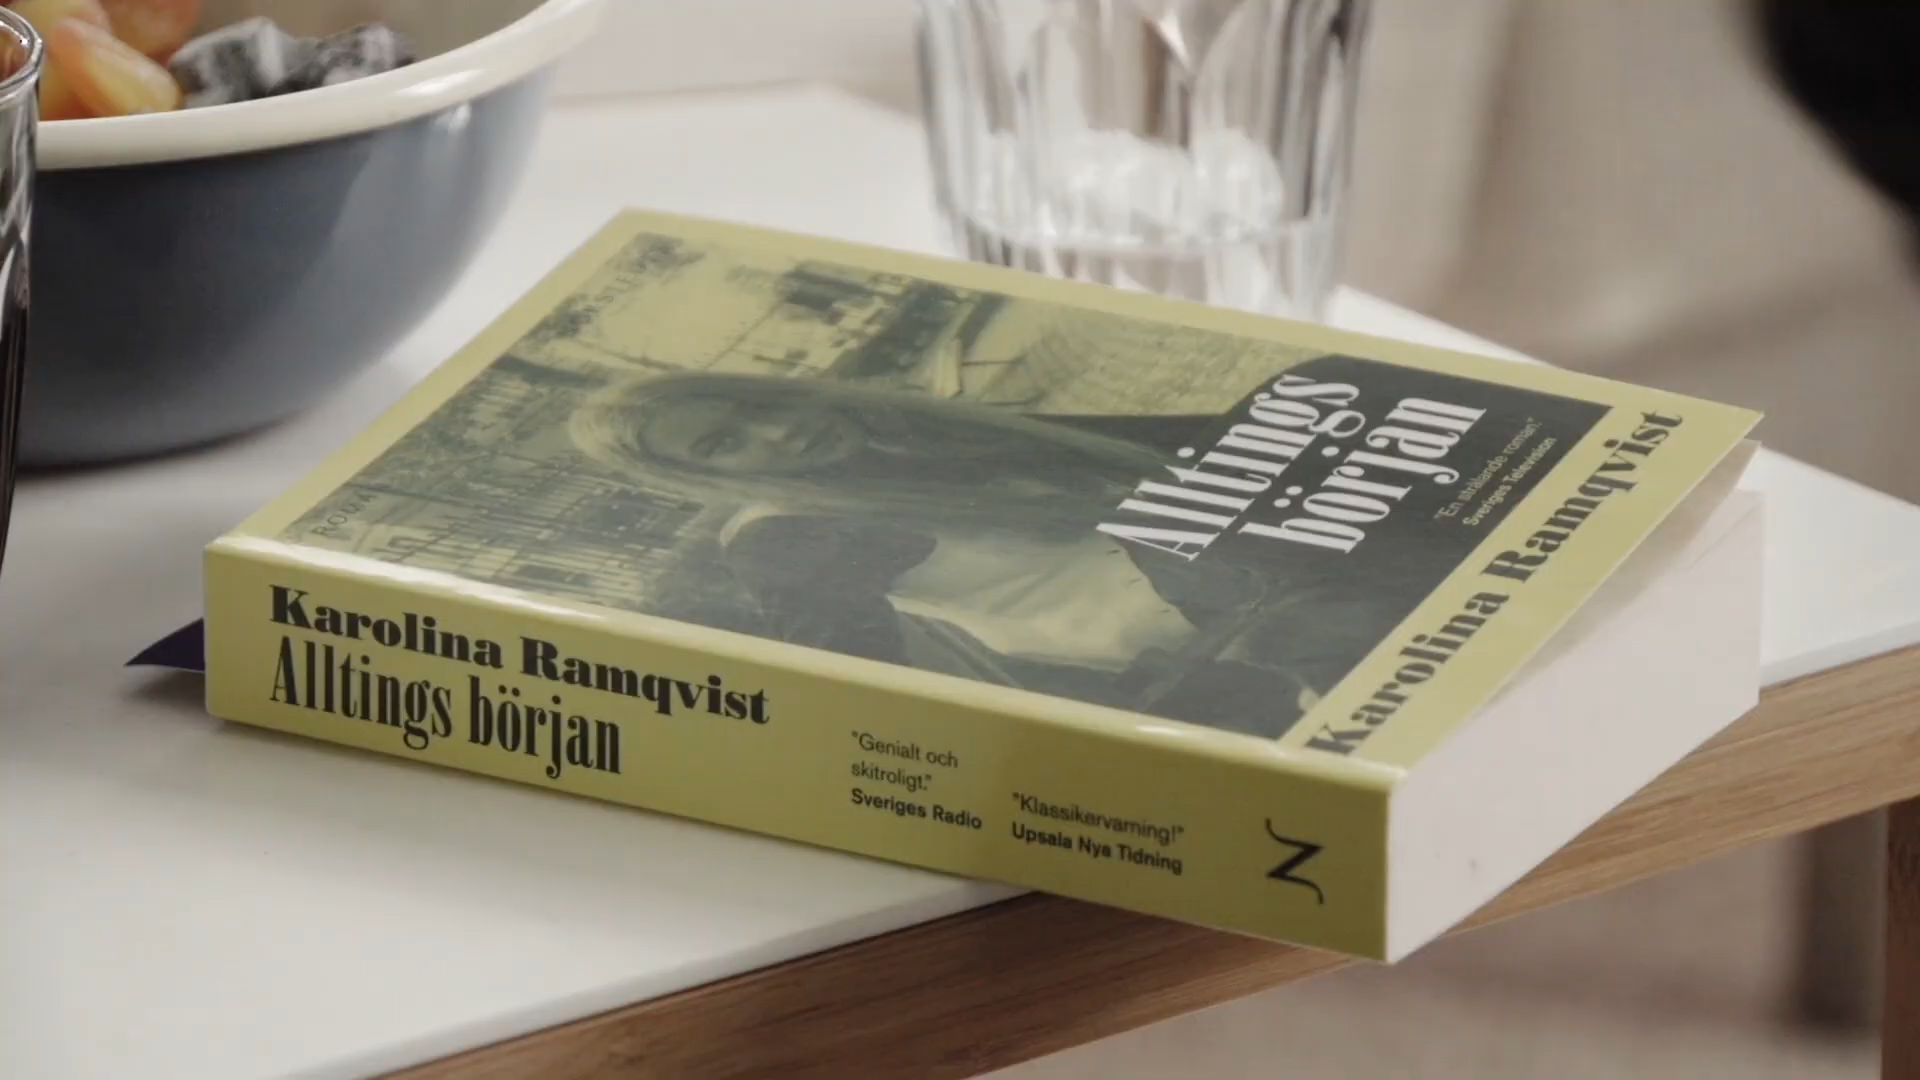 Alltings
början
"En strålande roman."
Sveriges Television
Karolina Ramqvist
Karolina Ramqvist
Alltings början
"Genialt och
skitroligt."
Sveriges Radio
"Klassikervarning!"
Upsala Nya Tidning
N